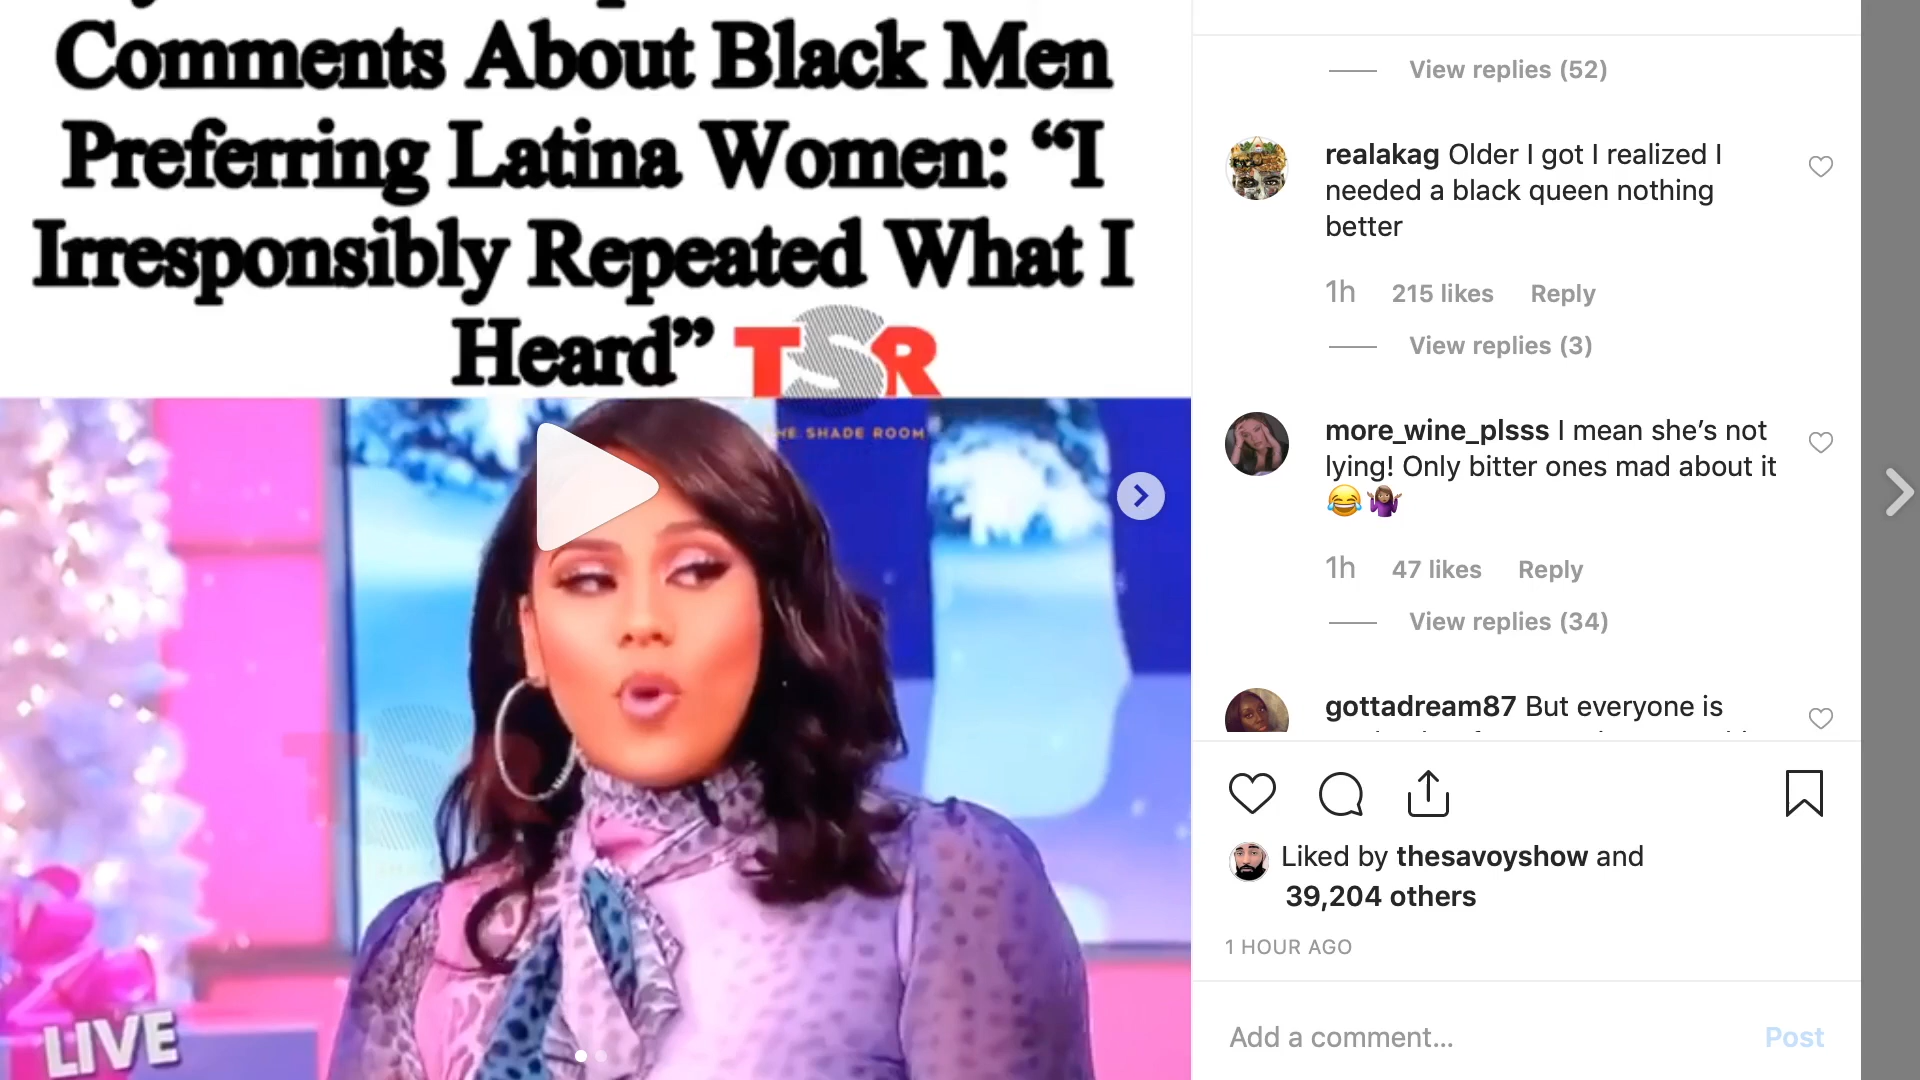 Comments About Black Men
Preferring Latina Women: “I
Irresponsibly Repeated What I
Heard” TSR
THE SHADE ROOM
LIVE
View replies (52)
realakag Older I got I realized I
needed a black queen nothing
better
1h 215 likes Reply
View replies (3)
more_wine_plsss I mean she’s not
lying! Only bitter ones mad about it
😂🤷🏽‍♀️
1h 47 likes Reply
View replies (34)
gottadream87 But everyone is
Liked by thesavoyshow and
39,204 others
1 HOUR AGO
Add a comment... Post